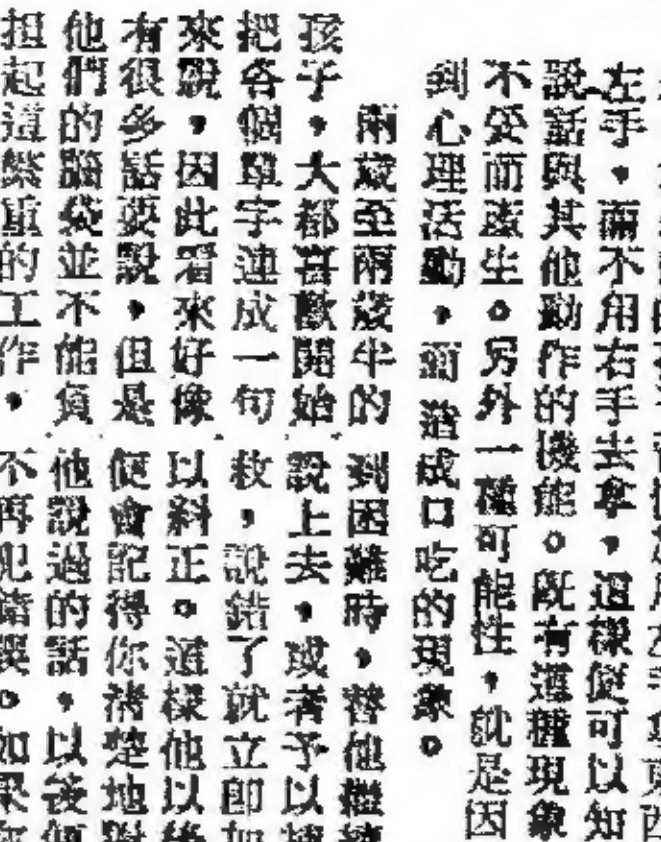 左手，而不用右手去拿，這樣便可以知
說話與其他動作的機能。既有這種現象
不受而產生。另外一種可能性，就是因
到心理活動，而造成口吃的現象。
兩歲至兩歲半的
孩子，大都喜歡開始
把各個單字連成一句
來說，因此看來好像
有很多話要說，但是
他們的腦袋並不能負
担起這繁重的工作，
到困難時，替他繼續
說上去，或者予以
救，說錯了就立即加
以糾正。這樣他以後
便會記得你清楚地對
他說過的話，以後便
不再犯錯誤。如果